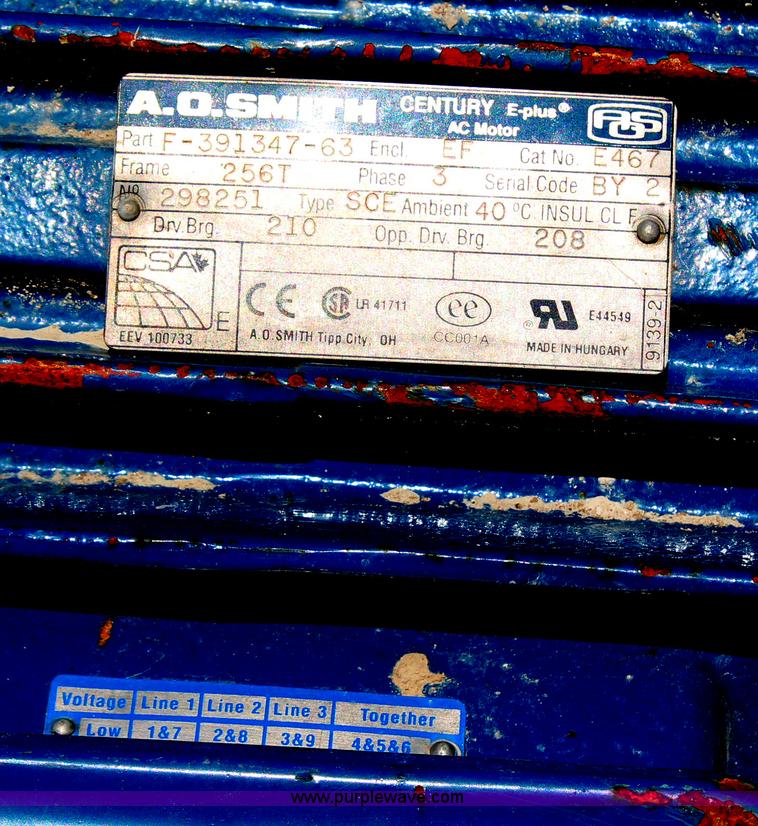 A.O.SMITH CENTURY E-plus®
AC Motor
Part F-391347-63 Encl. EF Cat No. E467
Frame 256T Phase 3 Serial Code BY 2
No 298251 Type SCE Ambient 40 °C INSUL CL F
Drv.Brg. 210 Opp. Drv. Brg. 208
CSA
E
EEV 100733
CE LR 41711 ee ® E44549
A.O.SMITH Tipp City, OH CC001A MADE IN HUNGARY
9139-2
Voltage Line 1 Line 2 Line 3 Together
Low 1&7 2&8 3&9 4&5&6
www.purplewave.com